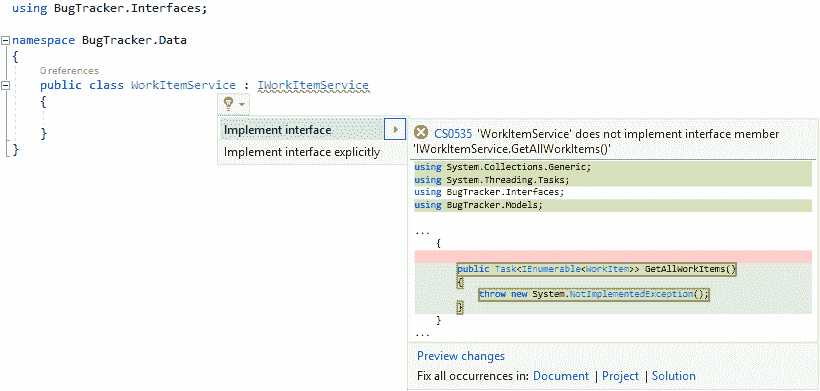 using BugTracker.Interfaces;
namespace BugTracker.Data
{
0 references
public class WorkItemService : IWorkItemService
{
}
}
Implement interface
Implement interface explicitly
CS0535 'WorkItemService' does not implement interface member
'IWorkItemService.GetAllWorkItems()'
using System.Collections.Generic;
using System.Threading.Tasks;
using BugTracker.Interfaces;
using BugTracker.Models;
...
{
public Task<IEnumerable<WorkItem>> GetAllWorkItems()
{
throw new System.NotImplementedException();
}
}
...
Preview changes
Fix all occurrences in: Document | Project | Solution